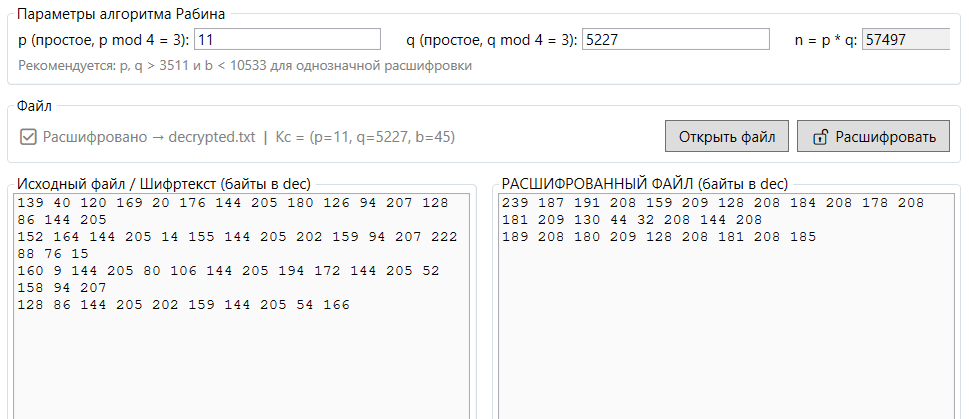 Параметры алгоритма Рабина
p (простое, p mod 4 = 3): 11 q (простое, q mod 4 = 3): 5227 n = p * q: 57497
Рекомендуется: p, q > 3511 и b < 10533 для однозначной расшифровки
Файл
Расшифровано → decrypted.txt | Kc = (p=11, q=5227, b=45) Открыть файл Расшифровать
Исходный файл / Шифртекст (байты в dec)
139 40 120 169 20 176 144 205 180 126 94 207 128
86 144 205
152 164 144 205 14 155 144 205 202 159 94 207 222
88 76 15
160 9 144 205 80 106 144 205 194 172 144 205 52
158 94 207
128 86 144 205 202 159 144 205 54 166
РАСШИФРОВАННЫЙ ФАЙЛ (байты в dec)
239 187 191 208 159 209 128 208 184 208 178 208
181 209 130 44 32 208 144 208
189 208 180 209 128 208 181 208 185